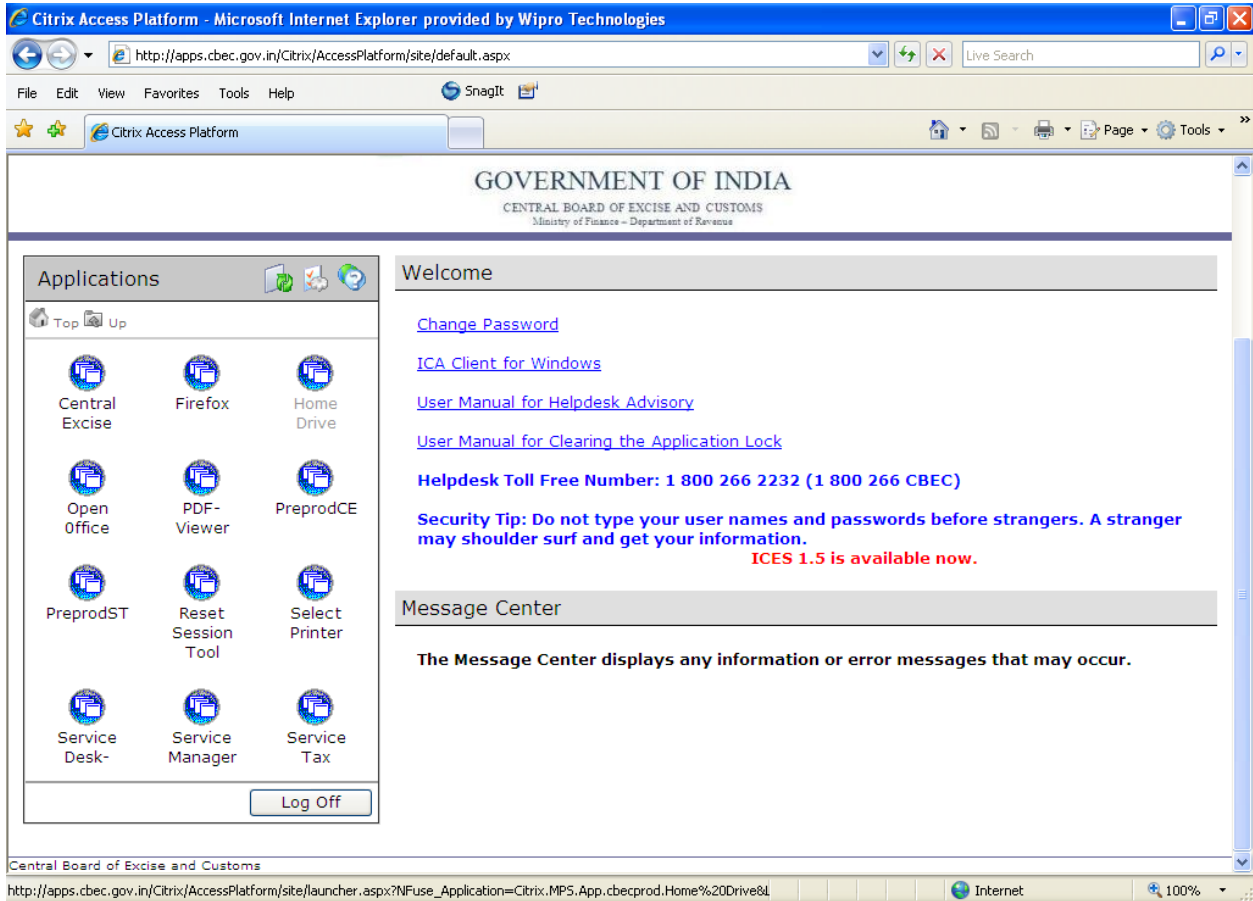 Citrix Access Platform - Microsoft Internet Explorer provided by Wipro Technologies
http://apps.cbec.gov.in/Citrix/AccessPlatform/site/default.aspx
Live Search
File Edit View Favorites Tools Help
SnagIt
Citrix Access Platform
Page Tools
GOVERNMENT OF INDIA
CENTRAL BOARD OF EXCISE AND CUSTOMS
Ministry of Finance – Department of Revenue
Applications
Top Up
Central
Excise
Firefox
Home
Drive
Open
Office
PDF-
Viewer
PreprodCE
PreprodST
Reset
Session
Tool
Select
Printer
Service
Desk-
Service
Manager
Service
Tax
Log Off
Welcome
Change Password
ICA Client for Windows
User Manual for Helpdesk Advisory
User Manual for Clearing the Application Lock
Helpdesk Toll Free Number: 1 800 266 2232 (1 800 266 CBEC)
Security Tip: Do not type your user names and passwords before strangers. A stranger
may shoulder surf and get your information.
ICES 1.5 is available now.
Message Center
The Message Center displays any information or error messages that may occur.
Central Board of Excise and Customs
http://apps.cbec.gov.in/Citrix/AccessPlatform/site/launcher.aspx?NFuse_Application=Citrix.MPS.App.cbecprod.Home%20Drive&L
Internet
100%